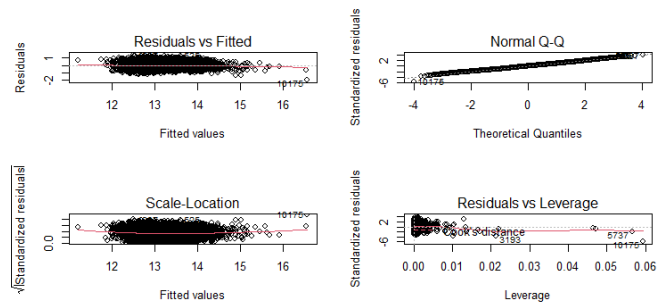 Residuals vs Fitted
Residuals
1
-2
10175
12 13 14 15 16
Fitted values
Normal Q-Q
Standardized residuals
2
-6
10175
-4 -2 0 2 4
Theoretical Quantiles
Scale-Location
√|Standardized residuals|
0.0
10175
12 13 14 15 16
Fitted values
Residuals vs Leverage
Standardized residuals
2
-6
Cook's distance
3193
5737
10175
0.00 0.01 0.02 0.03 0.04 0.05 0.06
Leverage